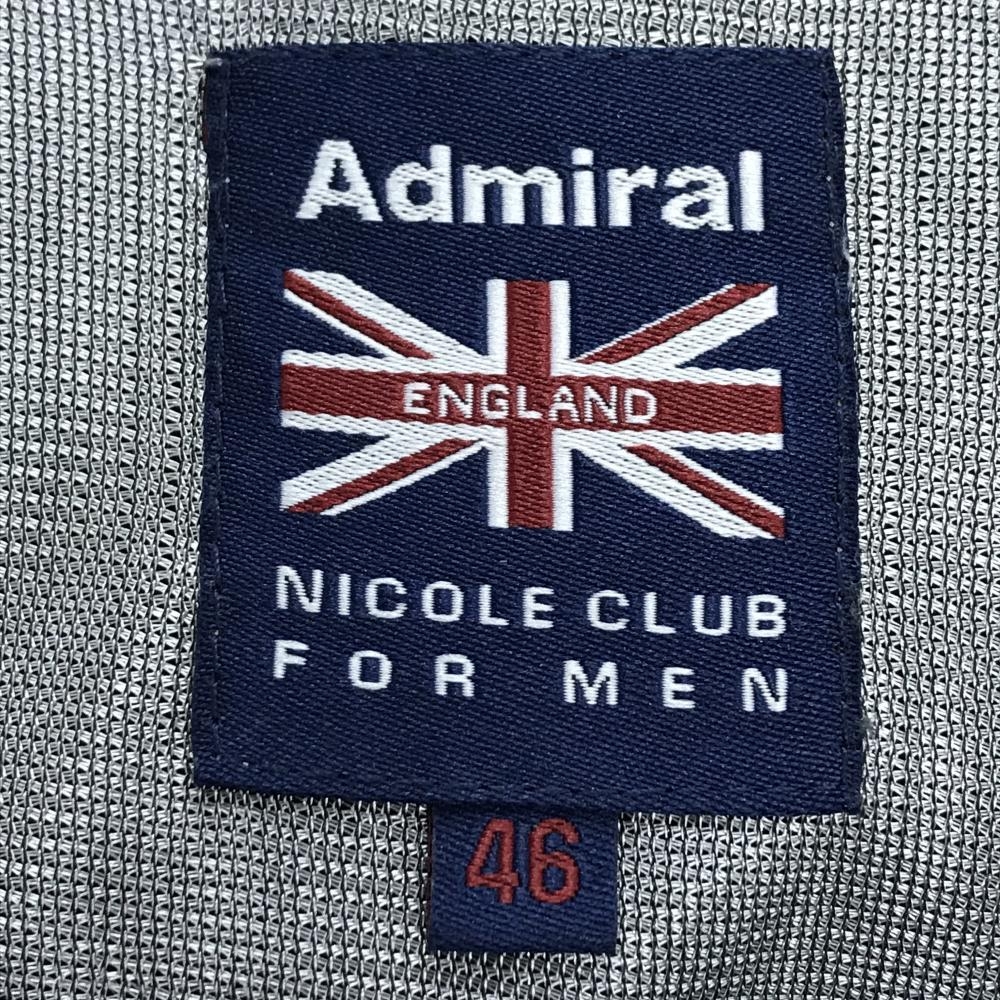 Admiral
ENGLAND
NICOLE CLUB
FOR MEN
46